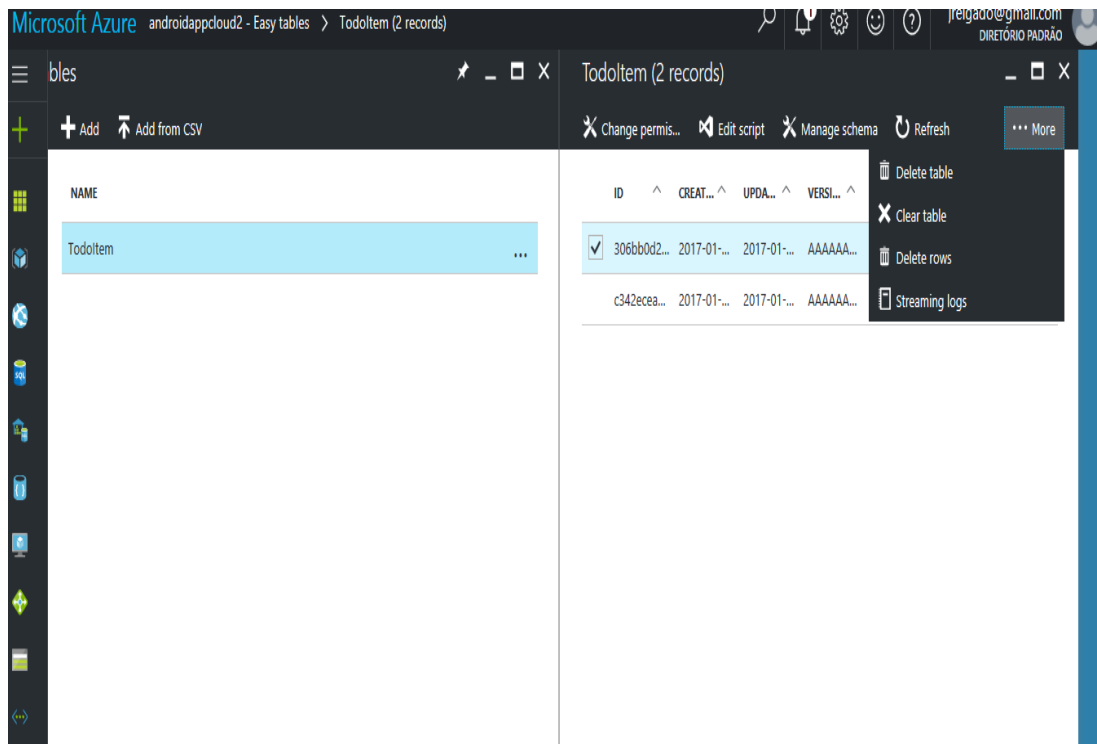 Microsoft Azure androidappcloud2 - Easy tables > TodoItem (2 records)
jrelgado@gmail.com
DIRETÓRIO PADRÃO
bles
TodoItem (2 records)
Add Add from CSV
Change permis... Edit script Manage schema Refresh ... More
NAME
TodoItem ...
ID CREAT... UPDA... VERSI...
306bb0d2... 2017-01-... 2017-01-... AAAAAA...
c342ecea... 2017-01-... 2017-01-... AAAAAA...
Delete table
Clear table
Delete rows
Streaming logs
SQL